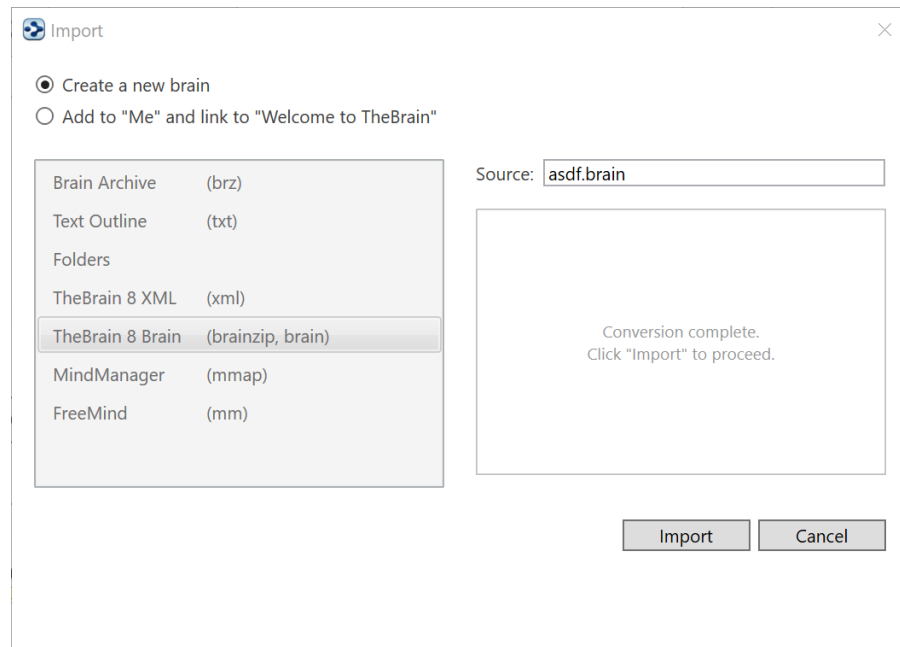 Import
Create a new brain
Add to "Me" and link to "Welcome to TheBrain"
Brain Archive (brz)
Text Outline (txt)
Folders
TheBrain 8 XML (xml)
TheBrain 8 Brain (brainzip, brain)
MindManager (mmap)
FreeMind (mm)
Source: asdf.brain
Conversion complete.
Click "Import" to proceed.
Import Cancel